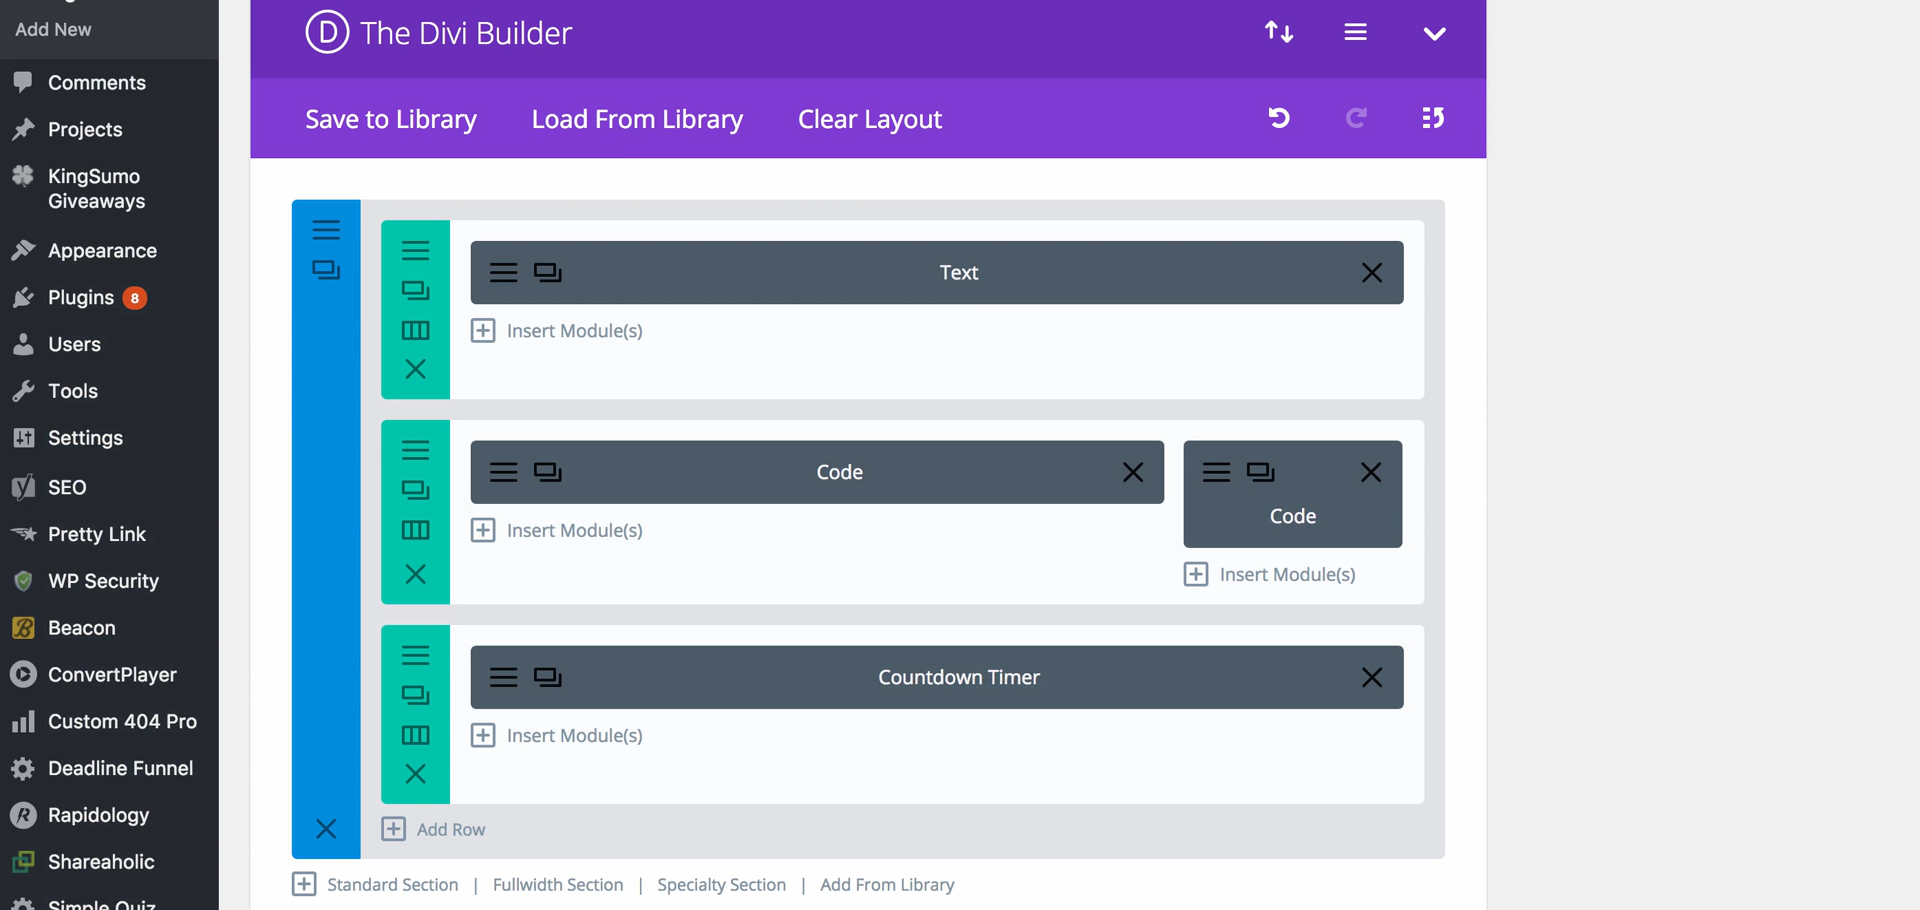 Add New
Comments
Projects
KingSumo
Giveaways
Appearance
Plugins 8
Users
Tools
Settings
SEO
Pretty Link
WP Security
Beacon
ConvertPlayer
Custom 404 Pro
Deadline Funnel
Rapidology
Shareaholic
Simple Quiz
D The Divi Builder
Save to Library Load From Library Clear Layout
Text
Insert Module(s)
Code
Insert Module(s)
Code
Insert Module(s)
Countdown Timer
Insert Module(s)
Add Row
Standard Section | Fullwidth Section | Specialty Section | Add From Library